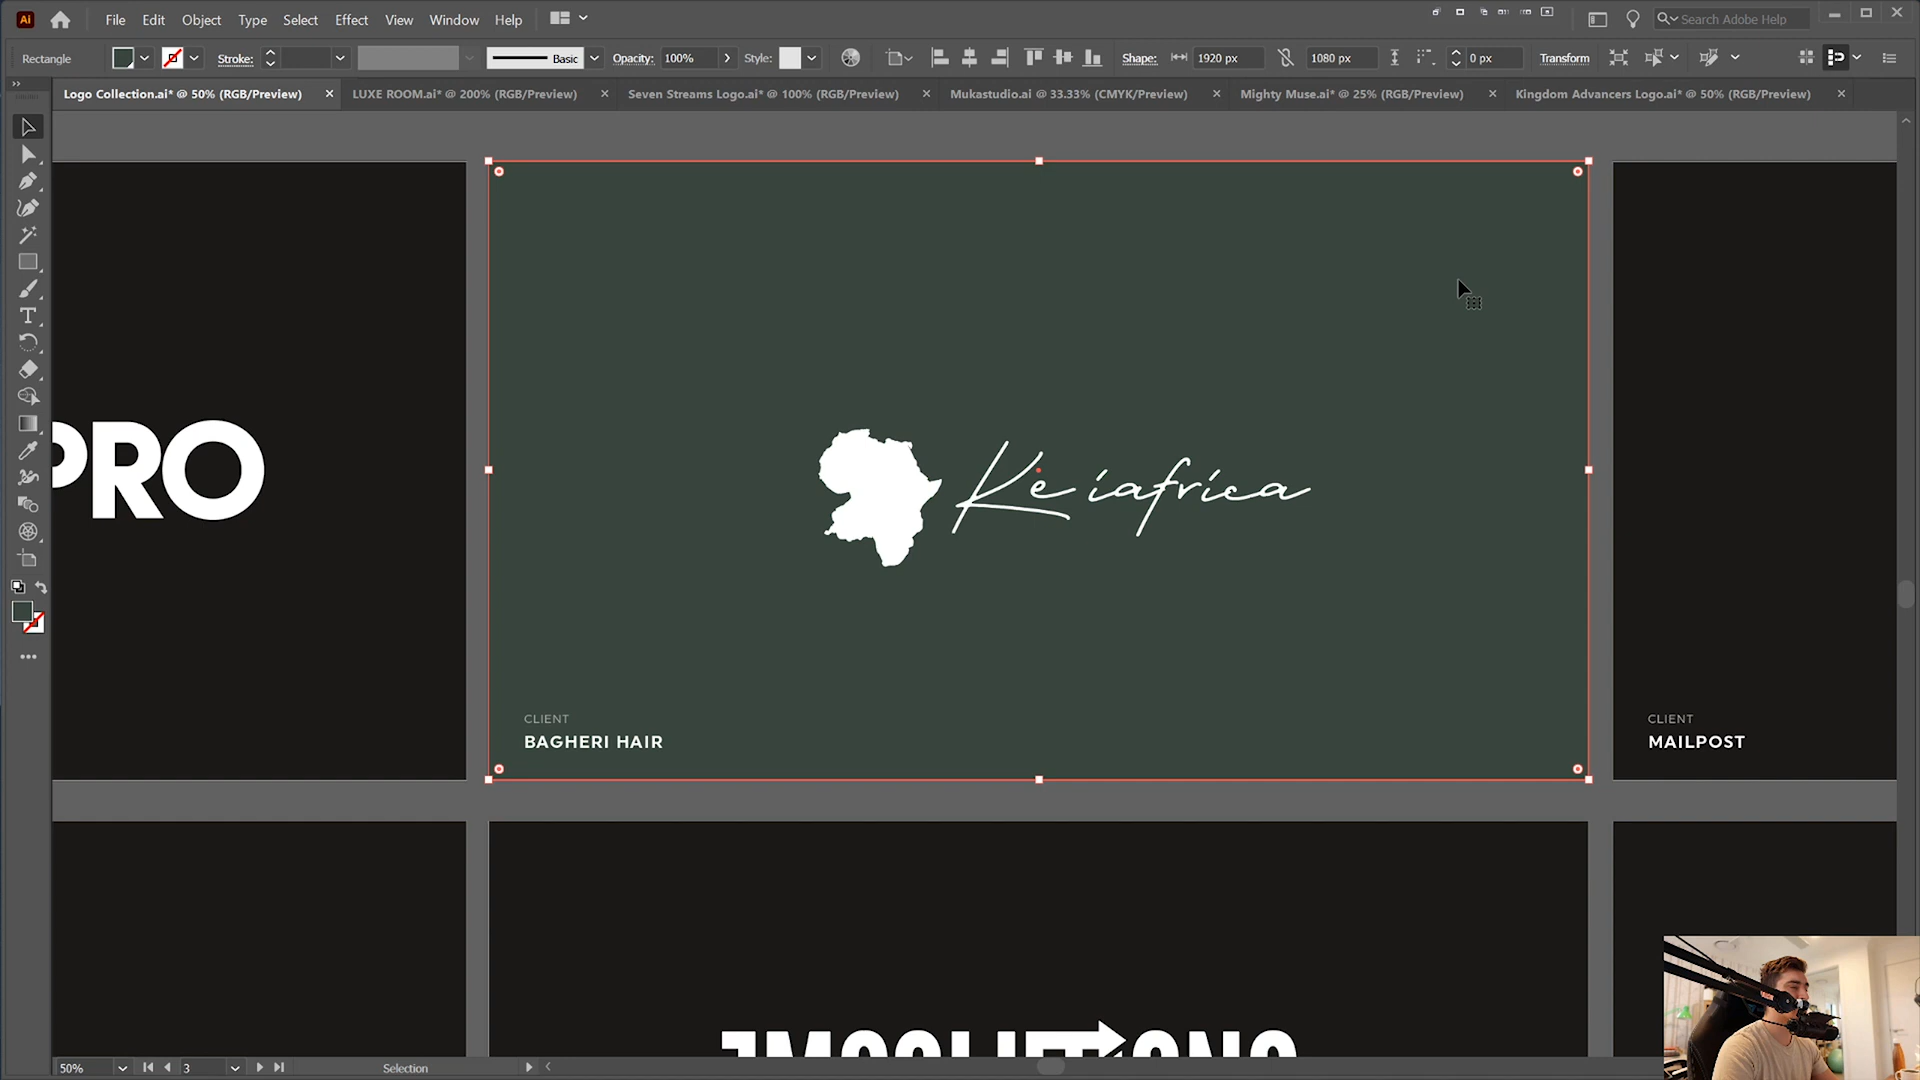 Ai File Edit Object Type Select Effect View Window Help Search Adobe Help
Rectangle Stroke: Basic Opacity: 100% Style: Shape: 1920 px 1080 px 0 px Transform
Logo Collection.ai* @ 50% (RGB/Preview) × LUXE ROOM.ai* @ 200% (RGB/Preview) × Seven Streams Logo.ai* @ 100% (RGB/Preview) × Mukastudio.ai @ 33.33% (CMYK/Preview) × Mighty Muse.ai* @ 25% (RGB/Preview) × Kingdom Advancers Logo.ai* @ 50% (RGB/Preview) ×
PRO
Ke iafrica
CLIENT
BAGHERI HAIR
CLIENT
MAILPOST
50% 3 Selection